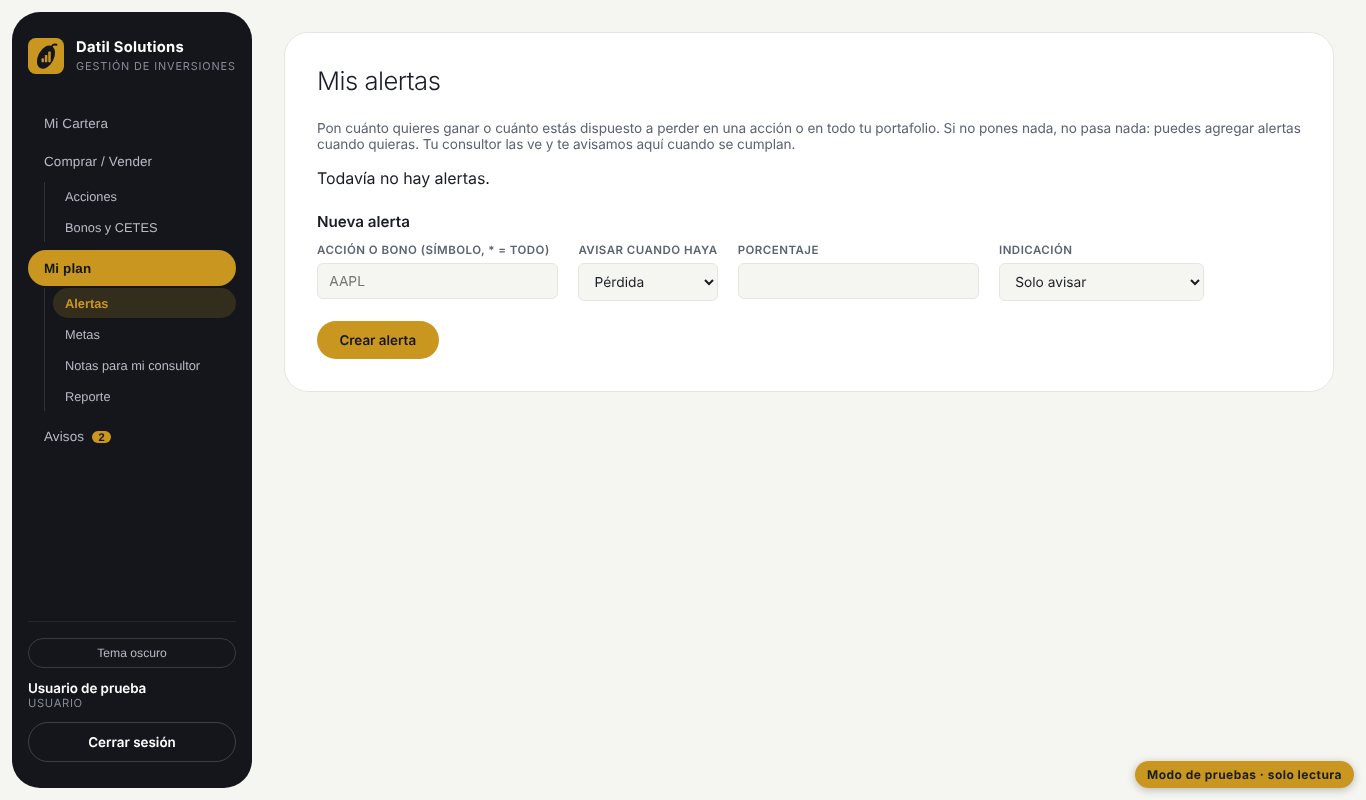 Datil Solutions
GESTIÓN DE INVERSIONES
Mi Cartera
Comprar / Vender
Acciones
Bonos y CETES
Mi plan
Alertas
Metas
Notas para mi consultor
Reporte
Avisos 2
Tema oscuro
Usuario de prueba
USUARIO
Cerrar sesión
Mis alertas
Pon cuánto quieres ganar o cuánto estás dispuesto a perder en una acción o en todo tu portafolio. Si no pones nada, no pasa nada: puedes agregar alertas
cuando quieras. Tu consultor las ve y te avisamos aquí cuando se cumplan.
Todavía no hay alertas.
Nueva alerta
ACCIÓN O BONO (SÍMBOLO, * = TODO) AVISAR CUANDO HAYA PORCENTAJE INDICACIÓN
AAPL Pérdida Solo avisar
Crear alerta
Modo de pruebas · solo lectura